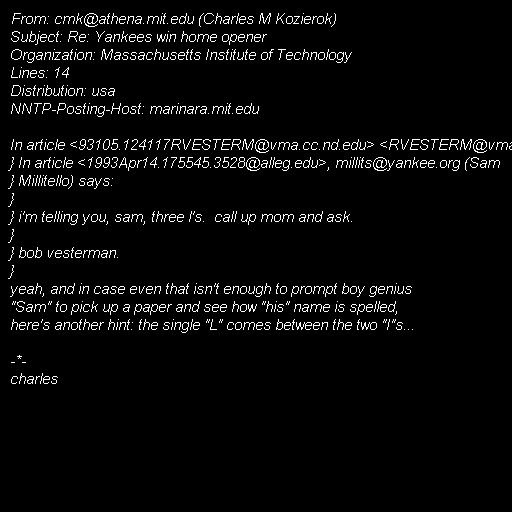 From: cmk@athena.mit.edu (Charles M Kozierok)
Subject: Re: Yankees win home opener
Organization: Massachusetts Institute of Technology
Lines: 14
Distribution: usa
NNTP-Posting-Host: marinara.mit.edu

In article <93105.124117RVESTERM@vma.cc.nd.edu> <RVESTERM@vma
} In article <1993Apr14.175545.3528@alleg.edu>, millits@yankee.org (Sam
} Millitello) says:
}
} i'm telling you, sam, three l's.  call up mom and ask.
}
} bob vesterman.
}
yeah, and in case even that isn't enough to prompt boy genius
"Sam" to pick up a paper and see how "his" name is spelled,
here's another hint: the single "L" comes between the two "I"s...

-*-
charles